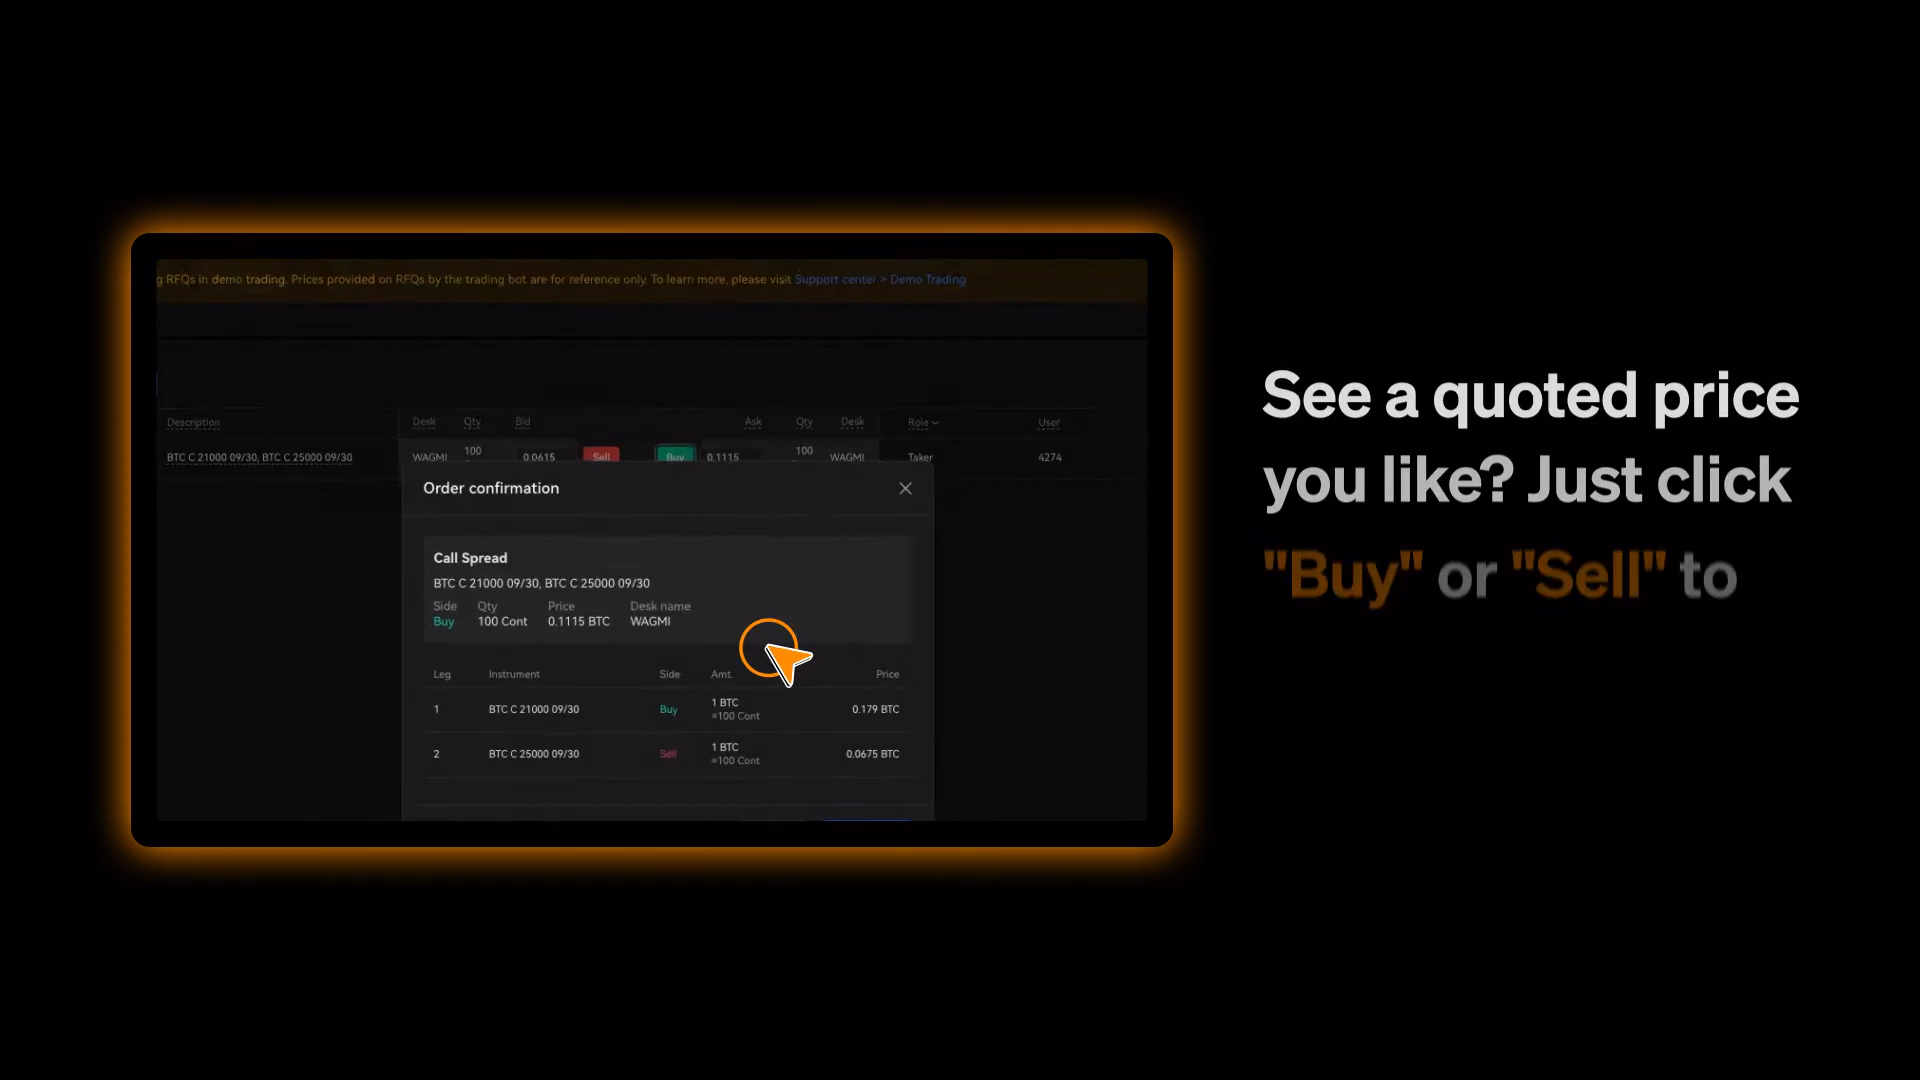 g RFQs in demo trading. Prices provided on RFQs by the trading bot are for reference only. To learn more, please visit Support center > Demo Trading
Description Desk Qty Bid Ask Qty Desk Role User
BTC C 21000 09/30, BTC C 25000 09/30 WAGMI 100 0.0615 Sell Buy 0.1115 100 WAGMI Taker 4274
Order confirmation
Call Spread
BTC C 21000 09/30, BTC C 25000 09/30
Side Qty Price Desk name
Buy 100 Cont 0.1115 BTC WAGMI
Leg Instrument Side Amt. Price
1 BTC C 21000 09/30 Buy 1 BTC 0.179 BTC
≈100 Cont
2 BTC C 25000 09/30 Sell 1 BTC 0.0675 BTC
≈100 Cont
See a quoted price
you like? Just click
"Buy" or "Sell" to